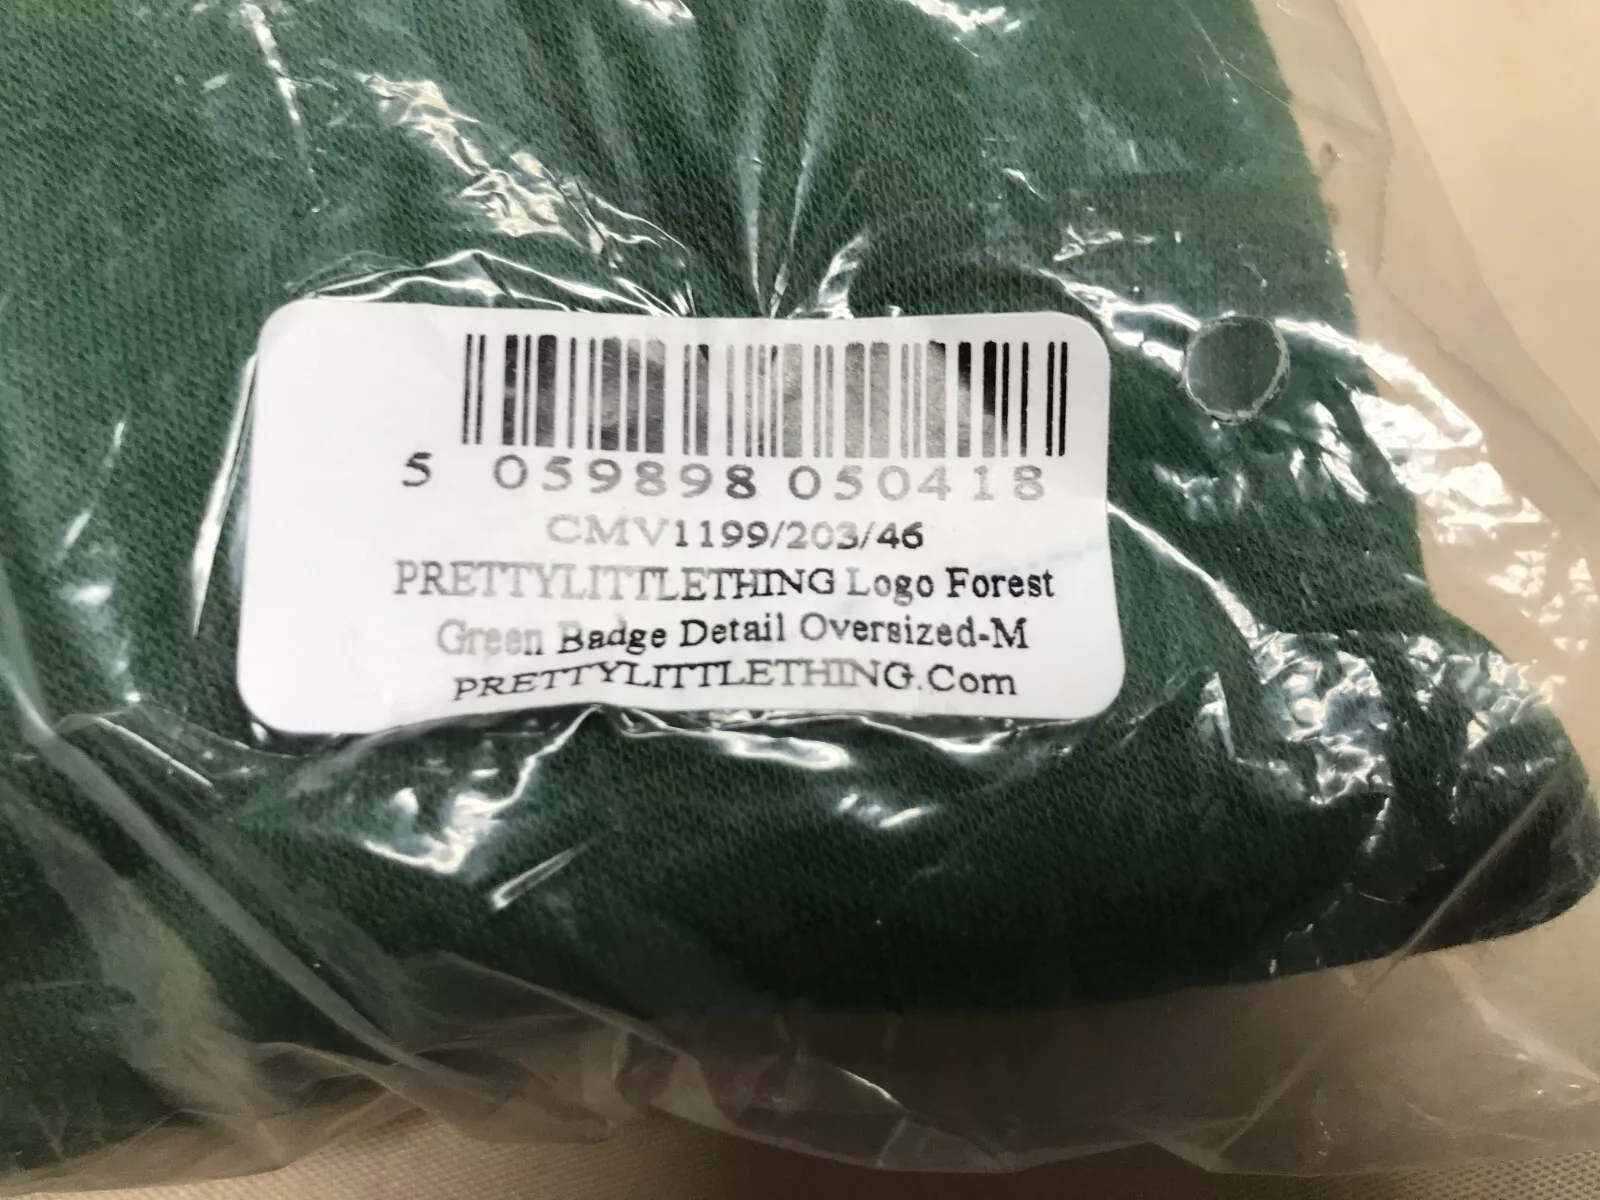 5 059898 050418
CMV1199/203/46
PRETTYLITTLETHING Logo Forest
Green Badge Detail Oversized-M
PRETTYLITTLETHING.Com